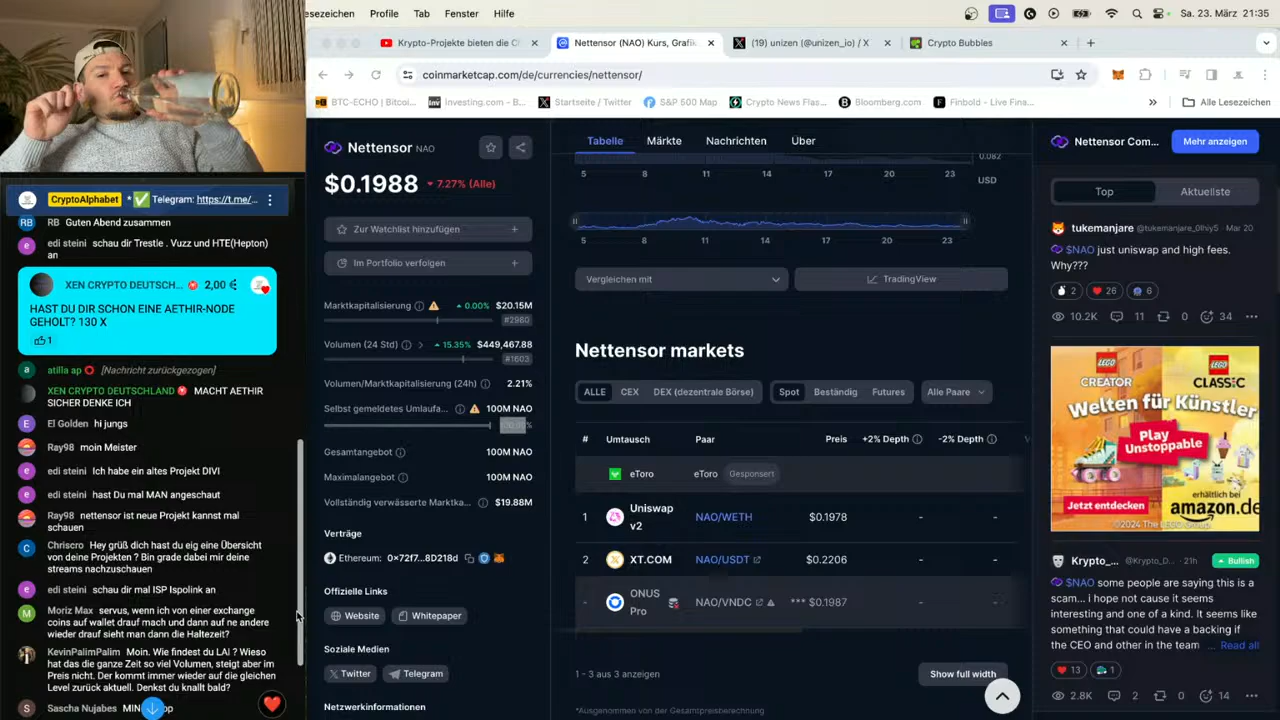 esezeichen Profile Tab Fenster Hilfe
Sa. 23. März 21:35
Krypto-Projekte bieten die C
Nettensor (NAO) Kurs, Grafik
(19) unizen (@unizen_io) / X
Crypto Bubbles
coinmarketcap.com/de/currencies/nettensor/
BTC-ECHO | Bitcoi...
Investing.com - B...
Startseite / Twitter
S&P 500 Map
Crypto News Flas...
Bloomberg.com
Finbold - Live Fina...
Alle Lesezeichen
CryptoAlphabet * ✅ Telegram: https://t.me/...
RB Guten Abend zusammen
edi steini schau dir Trestle . Vuzz und HTE(Hepton)
an
XEN CRYPTO DEUTSCH... 2,00 €
HAST DU DIR SCHON EINE AETHIR-NODE
GEHOLT? 130 X
1
atilla ap ⭕ [Nachricht zurückgezogen]
XEN CRYPTO DEUTSCHLAND MACHT AETHIR
SICHER DENKE ICH
El Golden hi jungs
Ray98 moin Meister
edi steini Ich habe ein altes Projekt DIVI
edi steini hast Du mal MAN angeschaut
Ray98 nettensor ist neue Projekt kannst mal
schauen
Chriscro Hey grüß dich hast du eig eine Übersicht
von deine Projekten ? Bin grade dabei mir deine
streams nachzuschauen
edi steini schau dir mal ISP Ispolink an
Moriz Max servus, wenn ich von einer exchange
coins auf wallet drauf mach und dann auf ne andere
wieder drauf sieht man dann die Haltezeit?
KevinPalimPalim Moin. Wie findest du LAI ? Wieso
hat das die ganze Zeit so viel Volumen, steigt aber im
Preis nicht. Der kommt immer wieder auf die gleichen
Level zurück aktuell. Denkst du knallt bald?
Sascha Nujabes
Nettensor NAO
$0.1988 7.27% (Alle)
Zur Watchlist hinzufügen +
Im Portfolio verfolgen +
Marktkapitalisierung 0.00% $20.15M
#2960
Volumen (24 Std) 15.35% $449,467.88
#1603
Volumen/Marktkapitalisierung (24h) 2.21%
Selbst gemeldetes Umlaufa... 100M NAO
Gesamtangebot 100M NAO
Maximalangebot 100M NAO
Vollständig verwässerte Marktka... $19.88M
Verträge
Ethereum: 0x72f7...8D218d
Offizielle Links
Website Whitepaper
Soziale Medien
Twitter Telegram
Netzwerkinformationen
Tabelle Märkte Nachrichten Über
0.082
5 8 11 14 17 20 23 USD
5 8 11 14 17 20 23
Vergleichen mit TradingView
Nettensor markets
ALLE CEX DEX (dezentrale Börse) Spot Beständig Futures Alle Paare
# Umtausch Paar Preis +2% Depth -2% Depth
eToro eToro Gesponsert
1 Uniswap v2 NAO/WETH $0.1978 - -
2 XT.COM NAO/USDT $0.2206 - -
- ONUS Pro NAO/VNDC *** $0.1987 - -
1 - 3 aus 3 anzeigen
Show full width
*Ausgenommen von der Gesamtpreisberechnung
Nettensor Com... Mehr anzeigen
Top Aktuellste
tukemanjare @tukemanjare_0lhiy5 · Mar 20
$NAO just uniswap and high fees.
Why???
2 26 6
10.2K 11 0 34
LEGO LEGO
CREATOR CLASSIC
Welten für Künstler
Play
Unstoppable
Jetzt entdecken
erhältlich bei
amazon.de
©2024 The LEGO Group.
Krypto_... @Krypto_D... · 21h Bullish
$NAO some people are saying this is a
scam... i hope not cause it seems
interesting and one of a kind. It seems like
something that could have a backing if
the CEO and other in the team ... Read all
13 1
2.8K 2 0 14